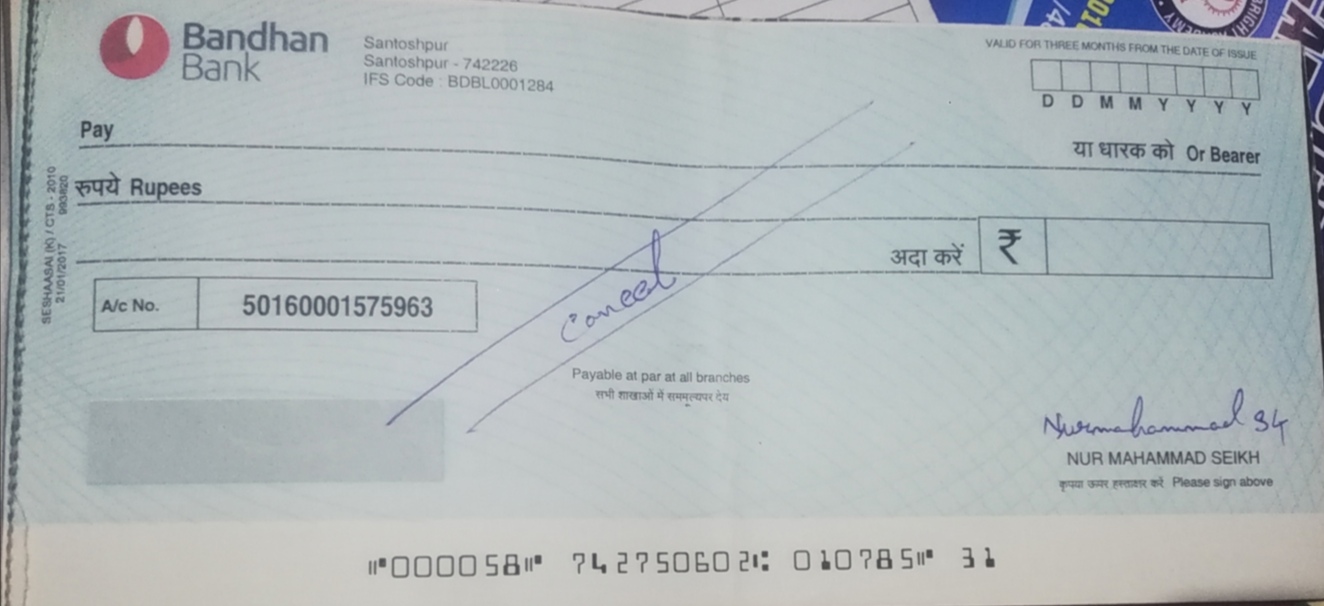 Bandhan
Bank
Santoshpur
Santoshpur - 742226
IFS Code : BDBL0001284
VALID FOR THREE MONTHS FROM THE DATE OF ISSUE
D D M M Y Y Y Y
Pay
या धारक को Or Bearer
रुपये Rupees
अदा करें ₹
A/c No. 50160001575963
Cancel
Payable at par at all branches
सभी शाखाओं में सममूल्यपर देय
Nurmahammad Sk
NUR MAHAMMAD SEIKH
कृपया ऊपर हस्ताक्षर करें Please sign above
SESHAASAI (K) / CTS - 2010
21/01/2017 993820
⑈000058⑈ 742750602⑆ 010785⑈ 31